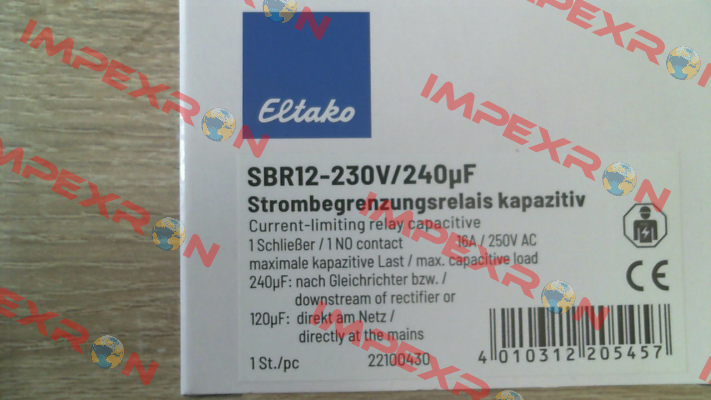 Eltako
SBR12-230V/240µF
Strombegrenzungsrelais kapazitiv
Current-limiting relay capacitive
1 Schließer / 1 NO contact 16A / 250V AC
maximale kapazitive Last / max. capacitive load
240µF: nach Gleichrichter bzw. /
downstream of rectifier or
120µF: direkt am Netz /
directly at the mains
1 St./pc 22100430
4 010312 205457
CE
IMPEXRON
IMPEXRON
IMPEXRON
IMPEXRON
IMPEXRON
IMPEXRON